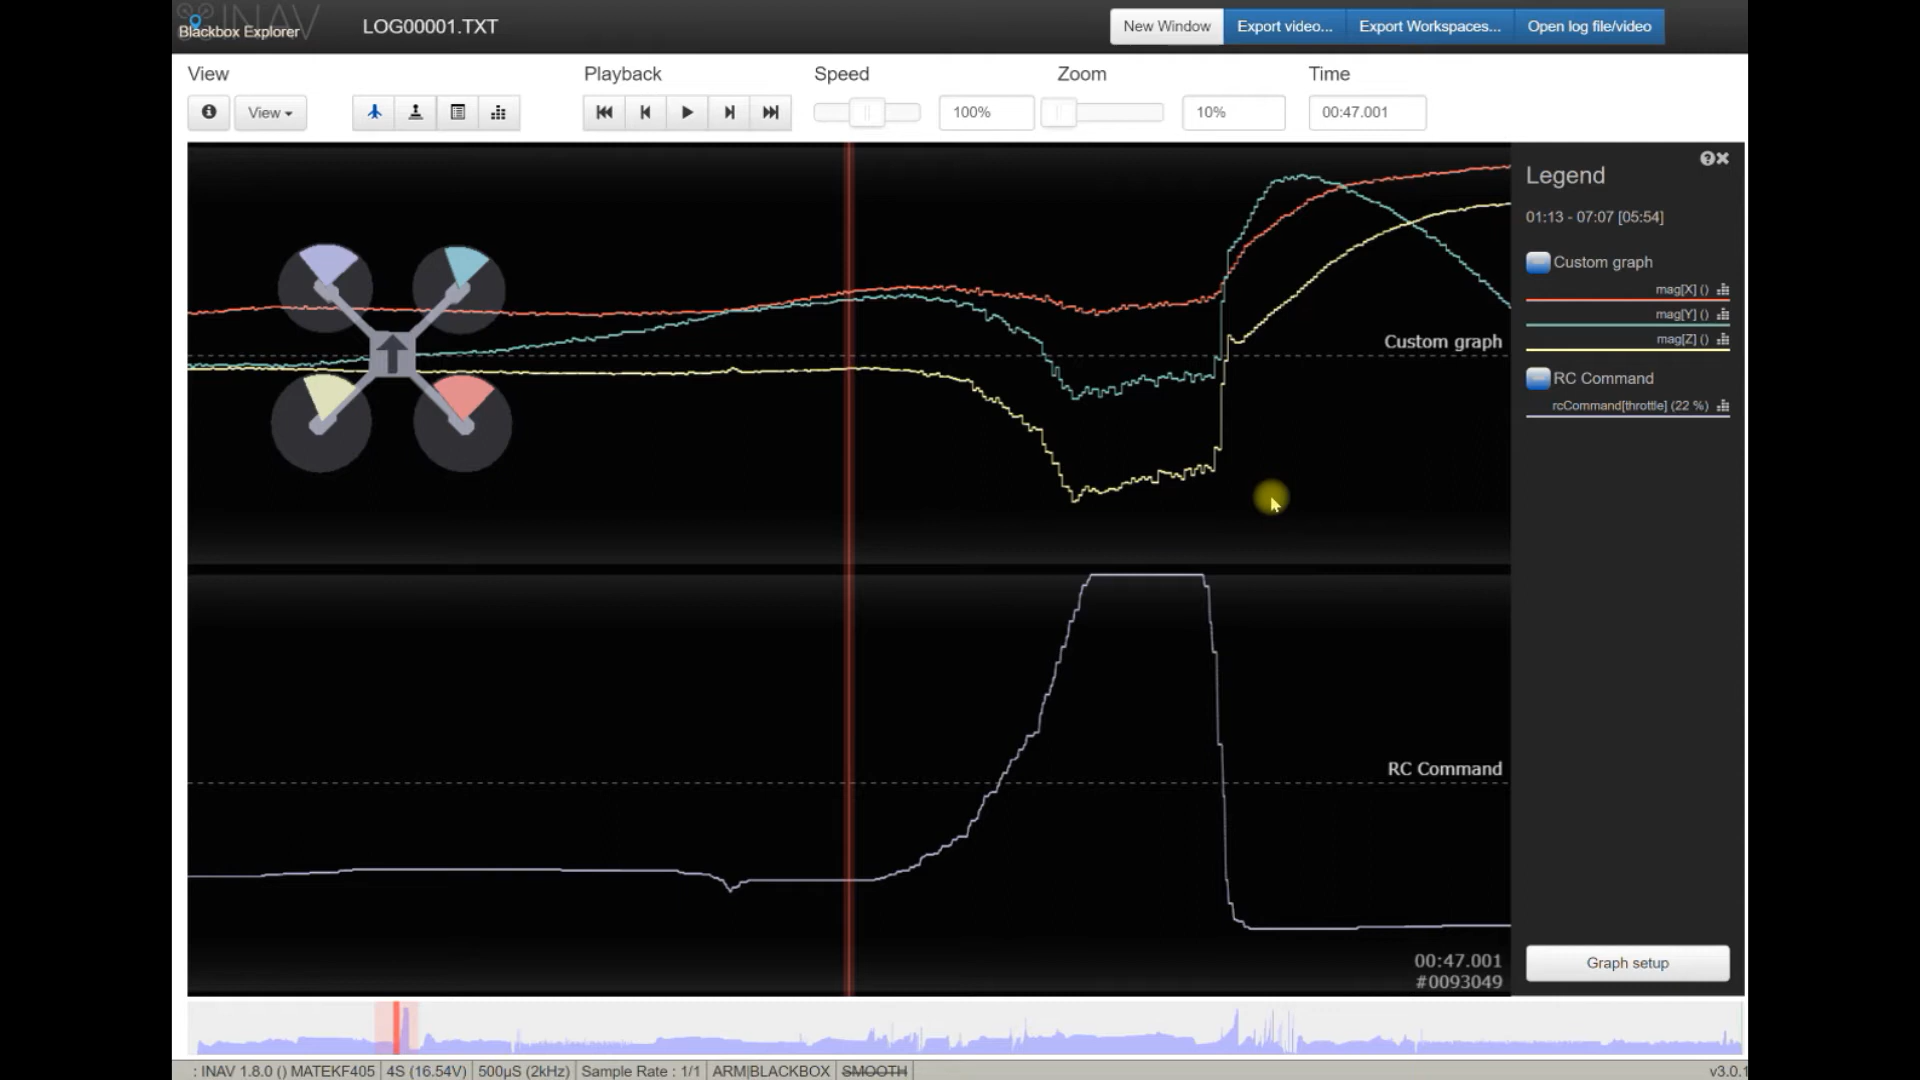 INAV
Blackbox Explorer
LOG00001.TXT
New Window
Export video...
Export Workspaces...
Open log file/video
View
Playback
Speed
Zoom
Time
View
100%
10%
00:47.001
Legend
01:13 - 07:07 [05:54]
Custom graph
mag[X] ()
mag[Y] ()
mag[Z] ()
RC Command
rcCommand[throttle] (22 %)
Custom graph
RC Command
00:47.001
#0093049
Graph setup
: INAV 1.8.0 () MATEKF405
4S (16.54V)
500µS (2kHz)
Sample Rate : 1/1
ARM|BLACKBOX
SMOOTH
v3.0.1